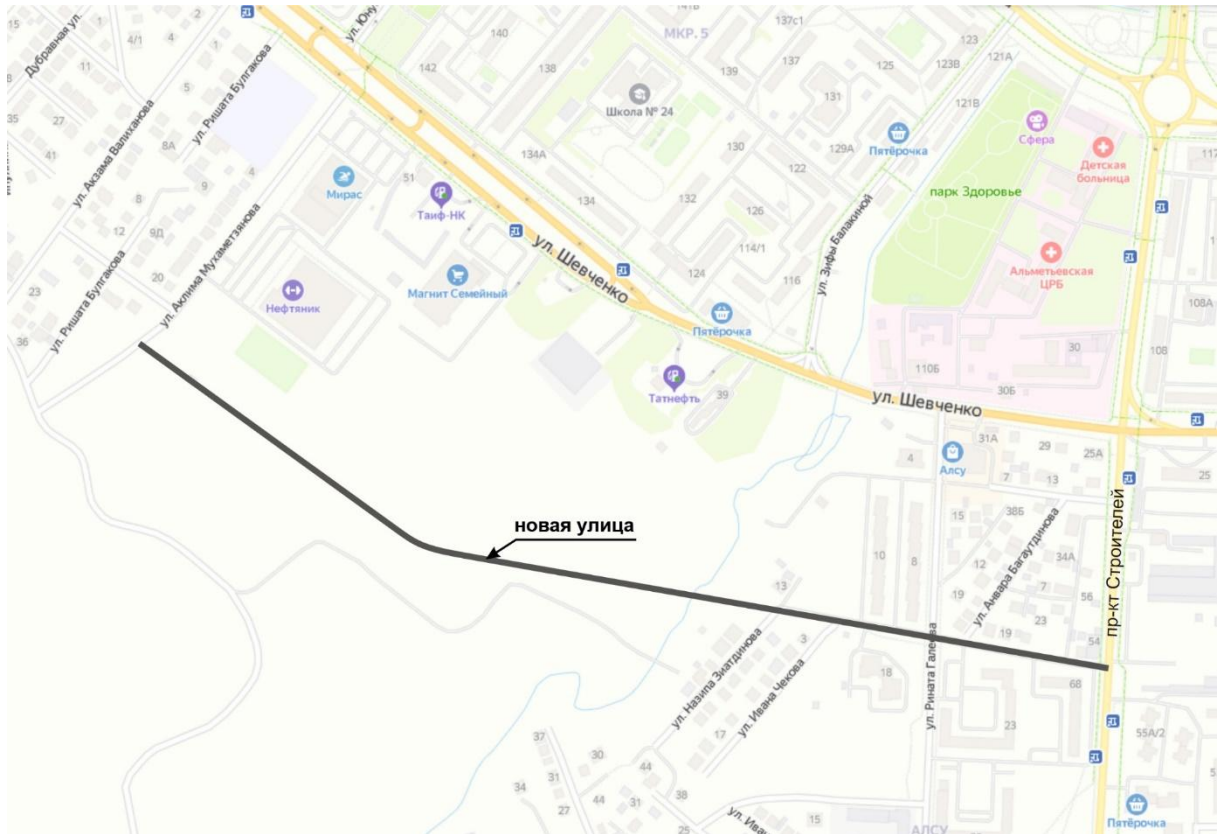 Дубравная ул.
4/1
4
1
11
27
35
41
ул. Акзама Валиханова
ул. Ришата Булгакова
5
8А
8
9
4
12
9Д
20
23
36
ул. Ришата Булгакова
ул. Аклима Мухаметзянова
142
140
138
137с1
137
139
МКР. 5
Школа № 24
134А
134
132
130
131
125
123
123В
121А
121В
129А
122
126
114/1
124
116
Мирас
51
Таиф-НК
Магнит Семейный
Нефтяник
ул. Шевченко
Пятёрочка
Пятёрочка
ул. Зифы Балакиной
Сфера
Детская
больница
парк Здоровье
Альметьевская
ЦРБ
117
108А
108
30
110Б
30Б
Татнефть
39
ул. Шевченко
31А
29
25А
25
4
Алсу
7
13
пр-кт Строителей
новая улица
15
38Б
34А
12
7
56
10
8
19
23
19
54
ул. Анвара Багаутдинова
13
3
ул. Назипа Зиатдинова
ул. Ивана Чекова
18
ул. Рината Галеева
6В
23
55А/2
17
37
30
31
34
27
44
44
31
38
25
15
АЛСУ
Пятёрочка